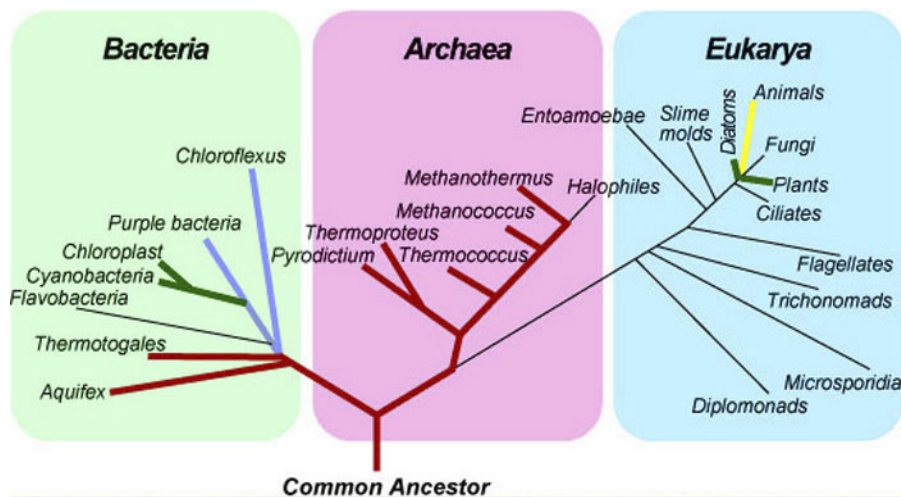 Bacteria
Archaea
Eukarya
Chloroflexus
Purple bacteria
Chloroplast
Cyanobacteria
Flavobacteria
Thermotogales
Aquifex
Methanothermus
Halophiles
Methanococcus
Thermoproteus
Pyrodictium
Thermococcus
Entoamoebae
Slime
molds
Diatoms
Animals
Fungi
Plants
Ciliates
Flagellates
Trichonomads
Microsporidia
Diplomonads
Common Ancestor